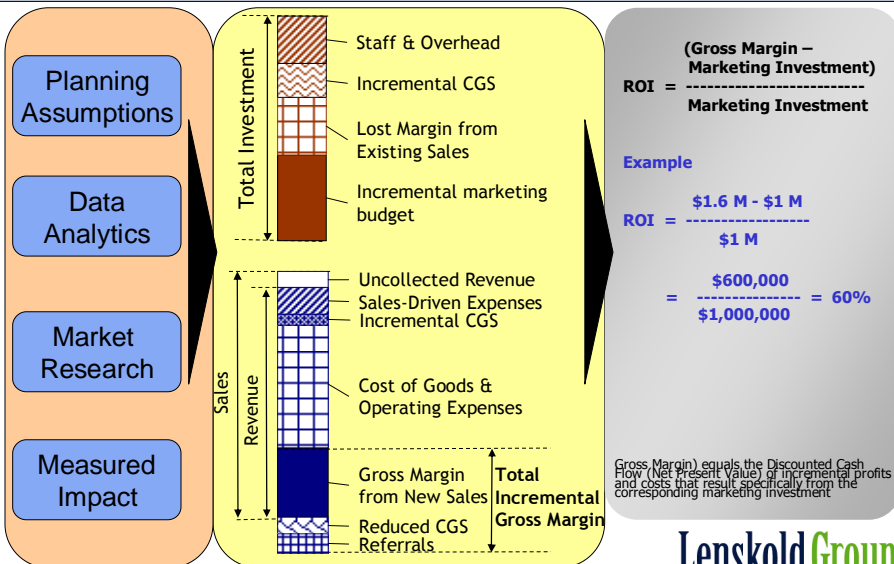 Planning
Assumptions
Data
Analytics
Market
Research
Measured
Impact
Total Investment
Staff & Overhead
Incremental CGS
Lost Margin from
Existing Sales
Incremental marketing
budget
Sales
Revenue
Uncollected Revenue
Sales-Driven Expenses
Incremental CGS
Cost of Goods &
Operating Expenses
Gross Margin
from New Sales
Reduced CGS
Referrals
Total
Incremental
Gross Margin
(Gross Margin –
Marketing Investment)
ROI = -------------------------
Marketing Investment
Example
$1.6 M - $1 M
ROI = ------------------
$1 M
$600,000
= --------------- = 60%
$1,000,000
Gross Margin) equals the Discounted Cash
Flow (Net Present Value) of incremental profits
and costs that result specifically from the
corresponding marketing investment
Lenskold Group